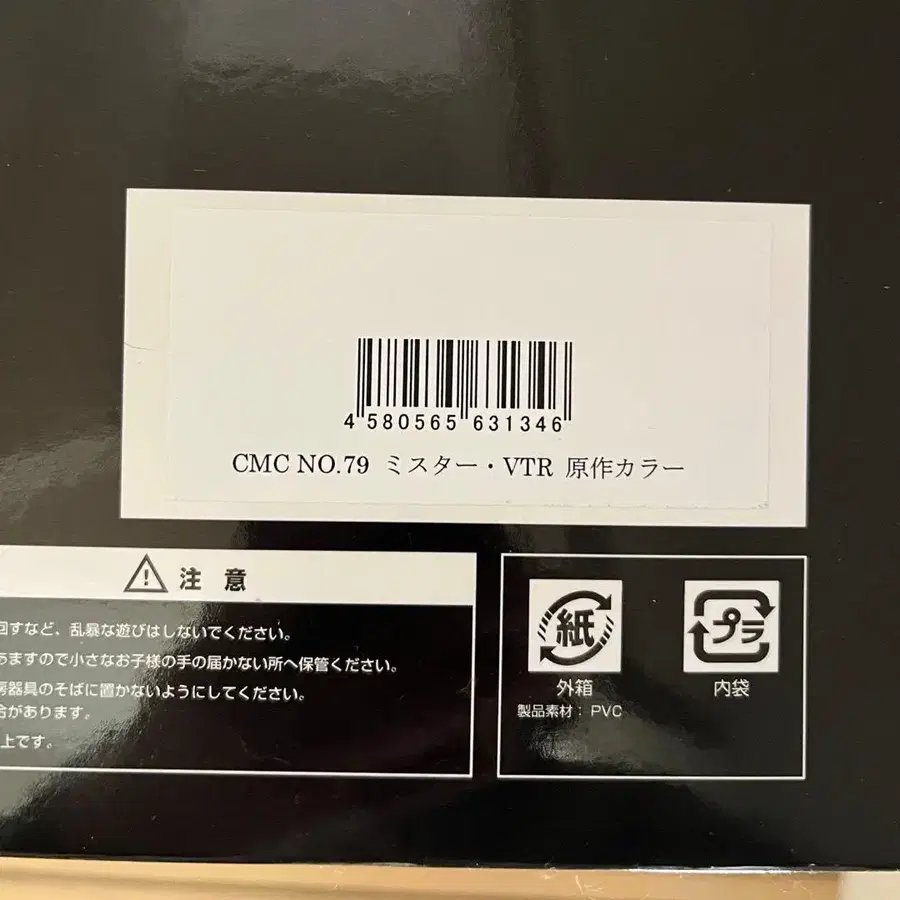 4 580565 631346
CMC NO.79 ミスター・VTR 原作カラー
注 意
回すなど、乱暴な遊びはしないでください。
ありますので小さなお子様の手の届かない所へ保管ください。
房器具のそばに置かないようにしてください。
合があります。
上です。
紙
外箱
製品素材： PVC
プラ
内袋